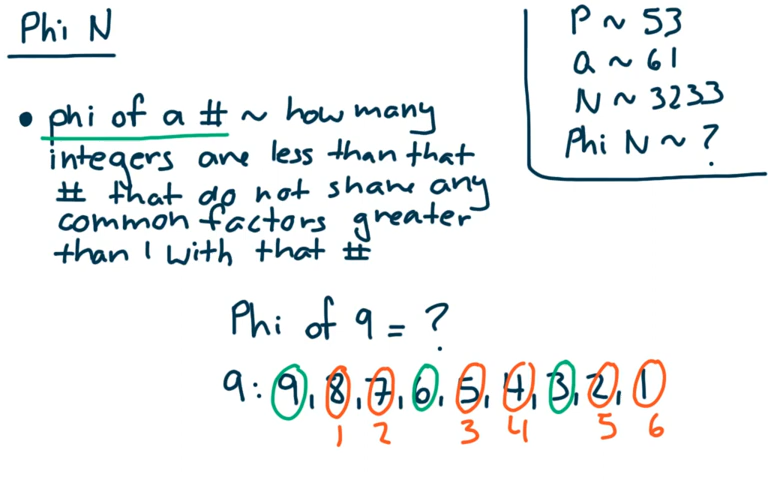 Phi N
P ~ 53
q ~ 61
N ~ 3233
Phi N ~ ?
• phi of a # ~ how many
integers are less than that
# that do not share any
common factors greater
than 1 with that #
Phi of 9 = ?
9: 9, 8, 7, 6, 5, 4, 3, 2, 1
1 2 3 4 5 6